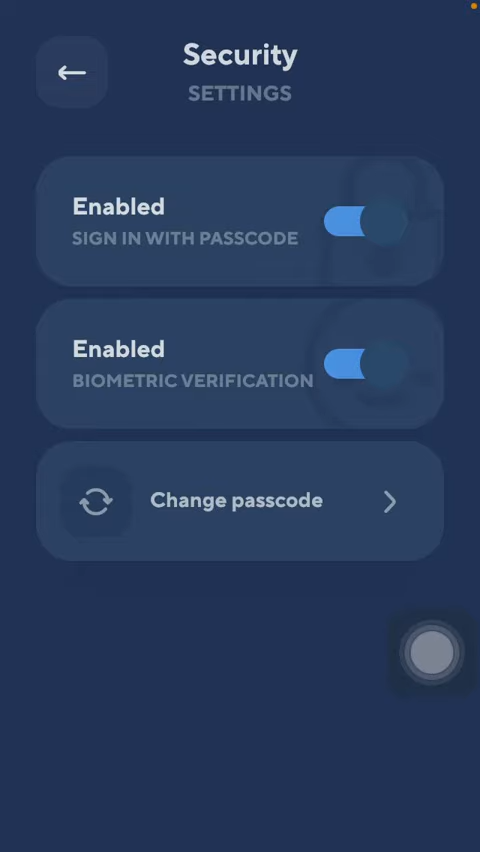 Security
SETTINGS
Enabled
SIGN IN WITH PASSCODE
Enabled
BIOMETRIC VERIFICATION
Change passcode